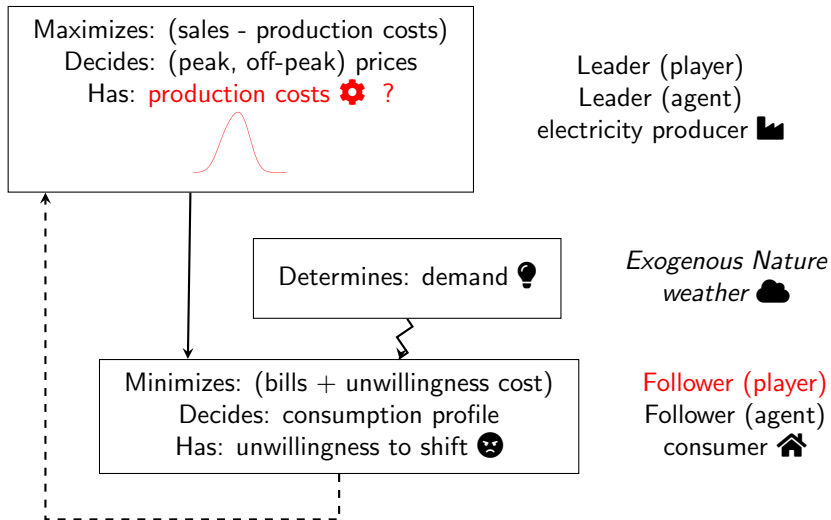 Maximizes: (sales - production costs)
Decides: (peak, off-peak) prices
Has: production costs ?
Leader (player)
Leader (agent)
electricity producer
Determines: demand
Exogenous Nature
weather
Minimizes: (bills + unwillingness cost)
Decides: consumption profile
Has: unwillingness to shift
Follower (player)
Follower (agent)
consumer